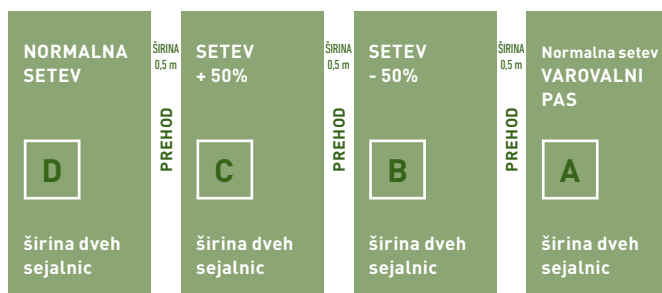 NORMALNA
SETEV
D
širina dveh
sejalnic
ŠIRINA
0,5 m
PREHOD
SETEV
+ 50%
C
širina dveh
sejalnic
ŠIRINA
0,5 m
PREHOD
SETEV
- 50%
B
širina dveh
sejalnic
ŠIRINA
0,5 m
PREHOD
Normalna setev
VAROVALNI
PAS
A
širina dveh
sejalnic